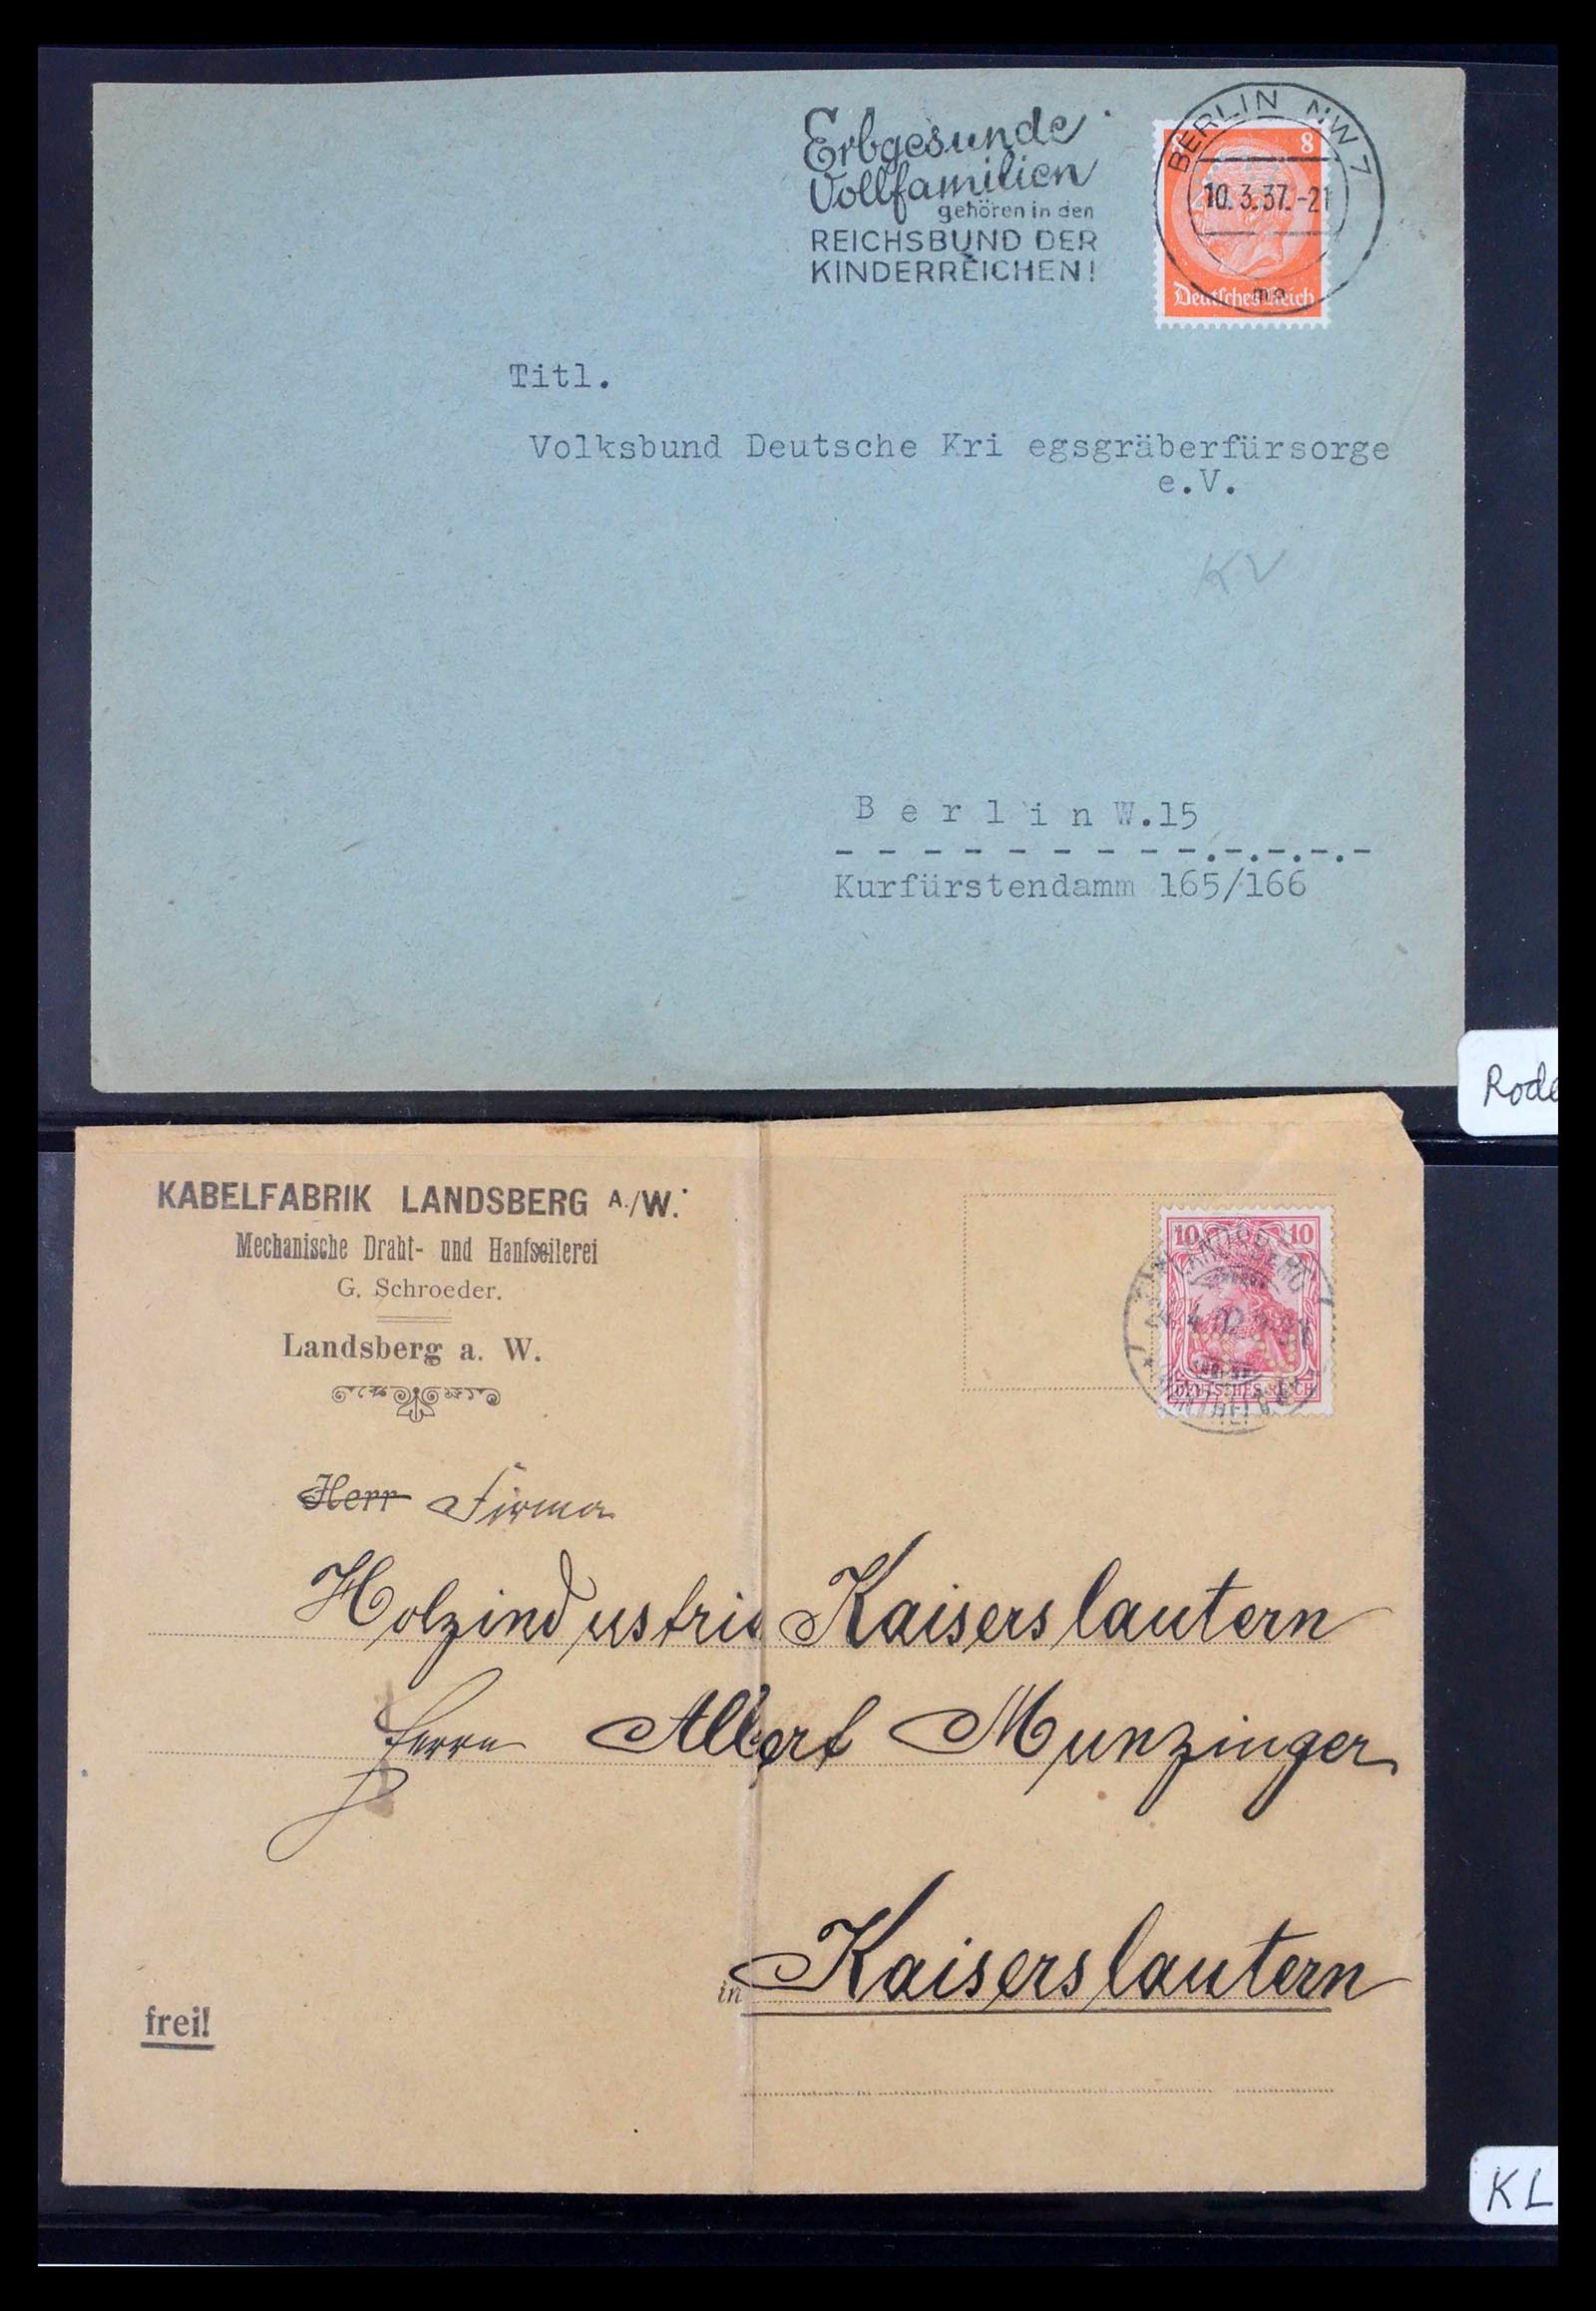 Erbgesunde
Vollfamilien
gehören in den
REICHSBUND DER
KINDERREICHEN!
BERLIN NW 7
10.3.37.-21
8
Deutsches Reich
Titl.
Volksbund Deutsche Kri egsgräberfürsorge
e.V.
KV
B e r l i n W.15
Kurfürstendamm 165/166
KABELFABRIK LANDSBERG A./W.
Mechanische Draht- und Hanfseilerei
G. Schroeder.
Landsberg a. W.
10 10
LANDSBERG
DEUTSCHES REICH
Herr Firma
Holzindustrie Kaiserslautern
Herrn Albert Munzinger
in Kaiserslautern
frei!
Rode
KL